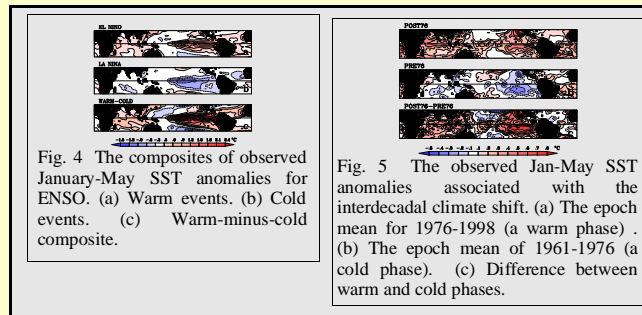 EL NINO
LA NINA
WARM-COLD
°C
Fig. 4 The composites of observed
January-May SST anomalies for
ENSO. (a) Warm events. (b) Cold
events. (c) Warm-minus-cold
composite.
POST76
PRE76
POST76-PRE76
°C
Fig. 5 The observed Jan-May SST
anomalies associated with the
interdecadal climate shift. (a) The epoch
mean for 1976-1998 (a warm phase) .
(b) The epoch mean of 1961-1976 (a
cold phase). (c) Difference between
warm and cold phases.